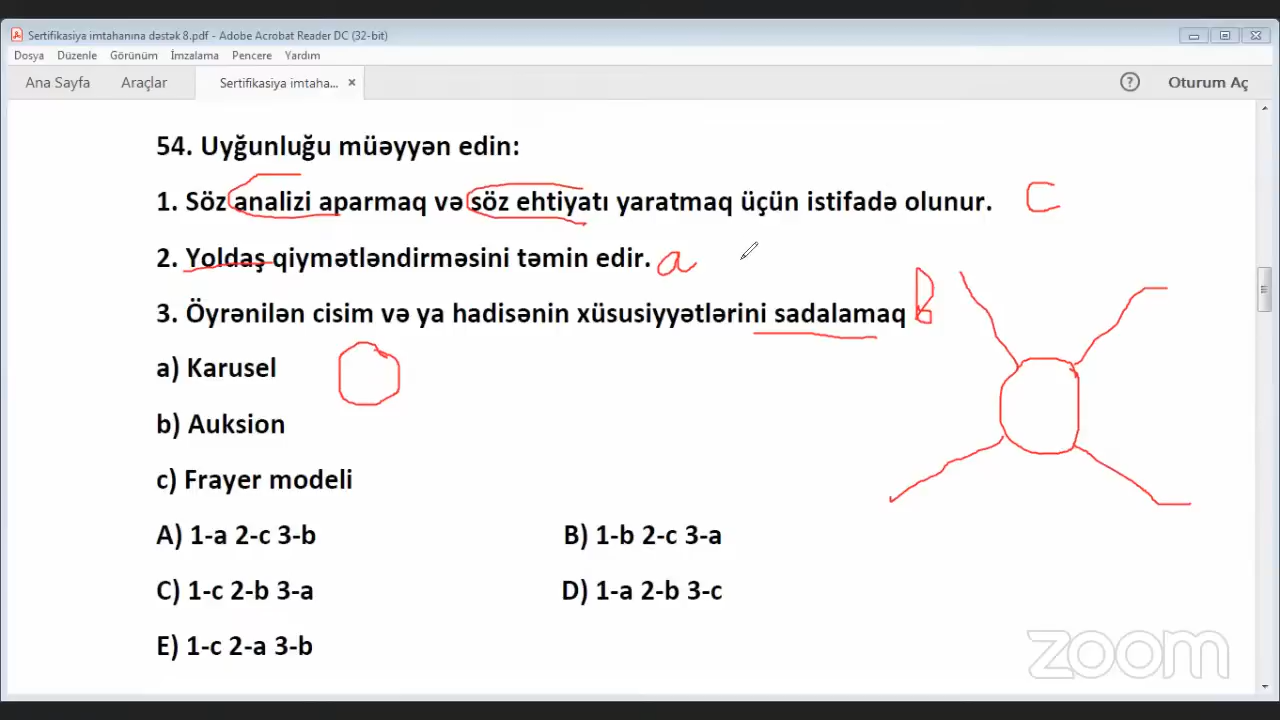 Sertifikasiya imtahanına dəstək 8.pdf - Adobe Acrobat Reader DC (32-bit)
Dosya Düzenle Görünüm İmzalama Pencere Yardım
Ana Sayfa Araçlar Sertifikasiya imtaha... × ? Oturum Aç
54. Uyğunluğu müəyyən edin:
1. Söz analizi aparmaq və söz ehtiyatı yaratmaq üçün istifadə olunur. C
2. Yoldaş qiymətləndirməsini təmin edir. a
3. Öyrənilən cisim və ya hadisənin xüsusiyyətlərini sadalamaq B
a) Karusel
b) Auksion
c) Frayer modeli
A) 1-a 2-c 3-b B) 1-b 2-c 3-a
C) 1-c 2-b 3-a D) 1-a 2-b 3-c
E) 1-c 2-a 3-b
zoom